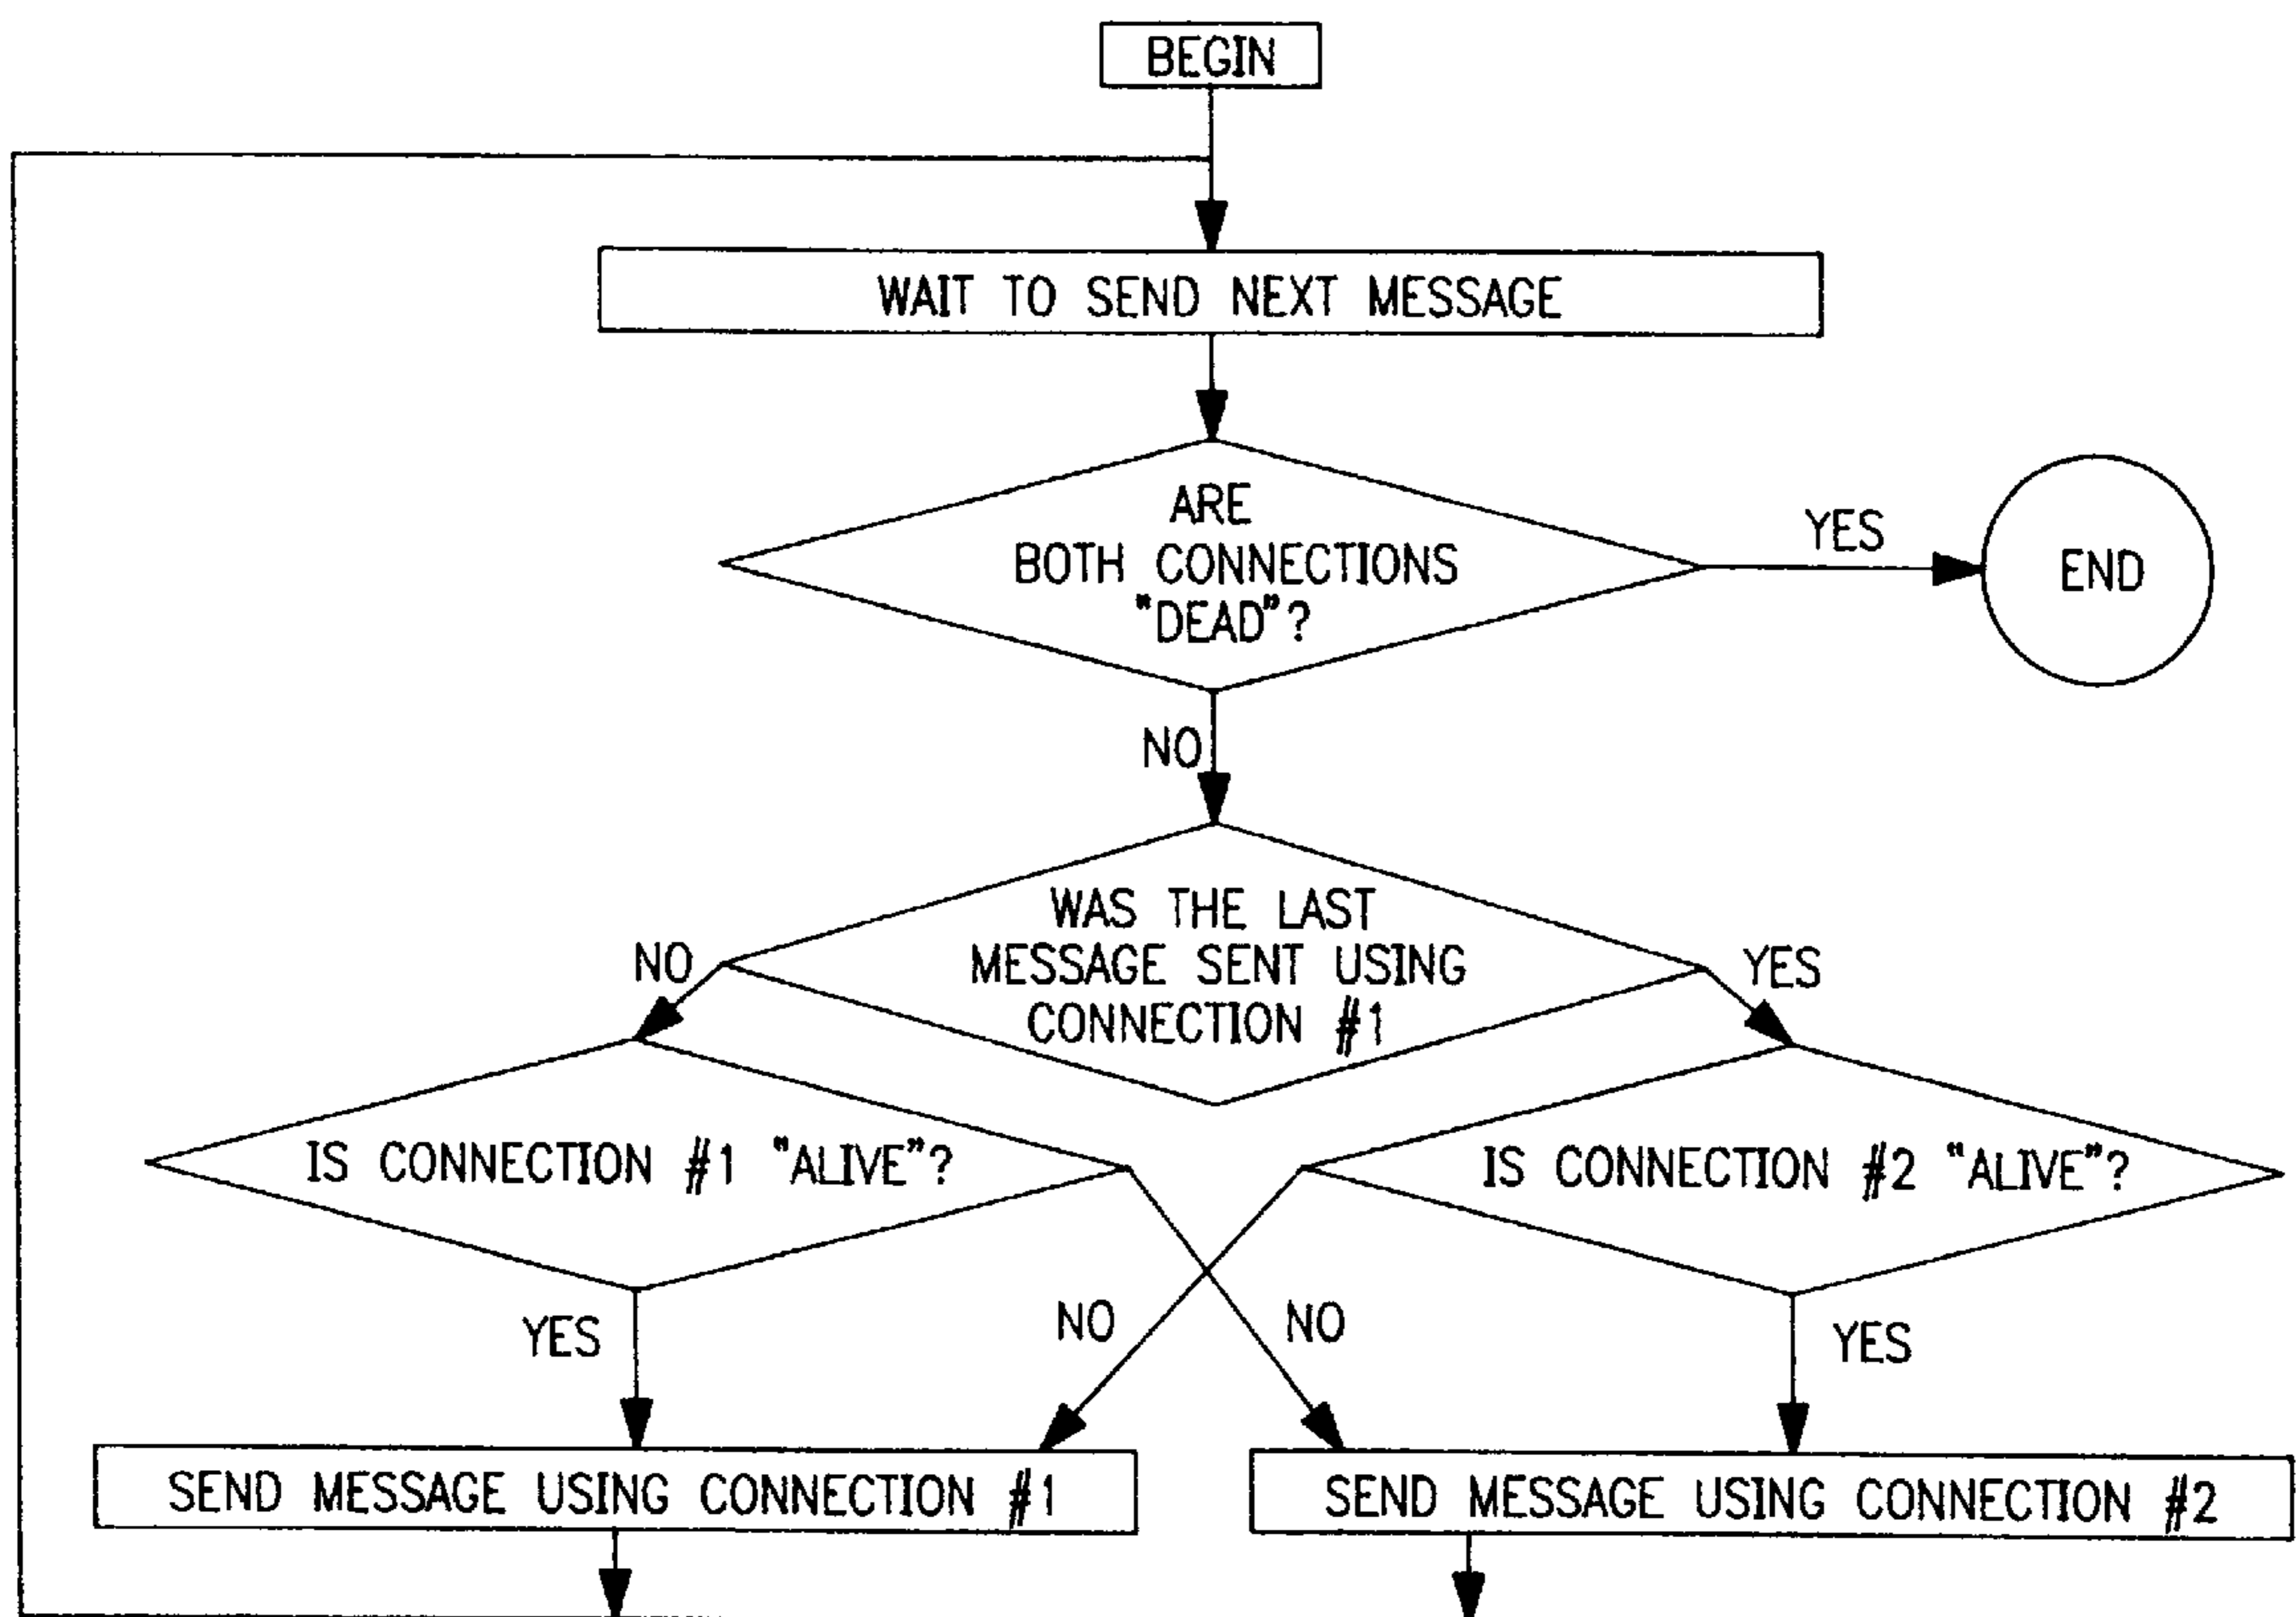 BEGIN
WAIT TO SEND NEXT MESSAGE
ARE
BOTH CONNECTIONS
"DEAD"?
YES
END
NO
WAS THE LAST
MESSAGE SENT USING
CONNECTION #1
NO
YES
IS CONNECTION #1 "ALIVE"?
IS CONNECTION #2 "ALIVE"?
YES
NO
NO
YES
SEND MESSAGE USING CONNECTION #1
SEND MESSAGE USING CONNECTION #2